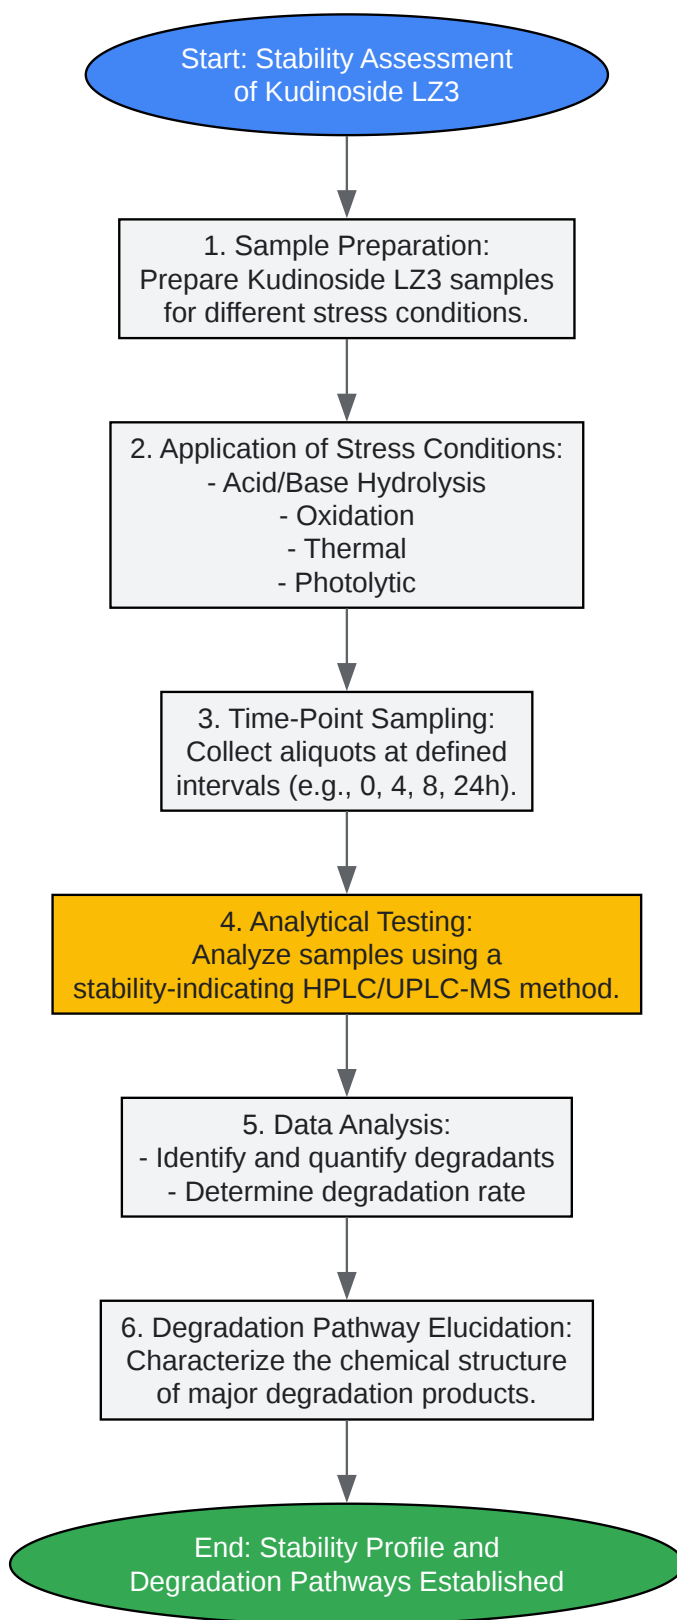 Start: Stability Assessment
of Kudinoside LZ3
1. Sample Preparation:
Prepare Kudinoside LZ3 samples
for different stress conditions.
2. Application of Stress Conditions:
- Acid/Base Hydrolysis
- Oxidation
- Thermal
- Photolytic
3. Time-Point Sampling:
Collect aliquots at defined
intervals (e.g., 0, 4, 8, 24h).
4. Analytical Testing:
Analyze samples using a
stability-indicating HPLC/UPLC-MS method.
5. Data Analysis:
- Identify and quantify degradants
- Determine degradation rate
6. Degradation Pathway Elucidation:
Characterize the chemical structure
of major degradation products.
End: Stability Profile and
Degradation Pathways Established